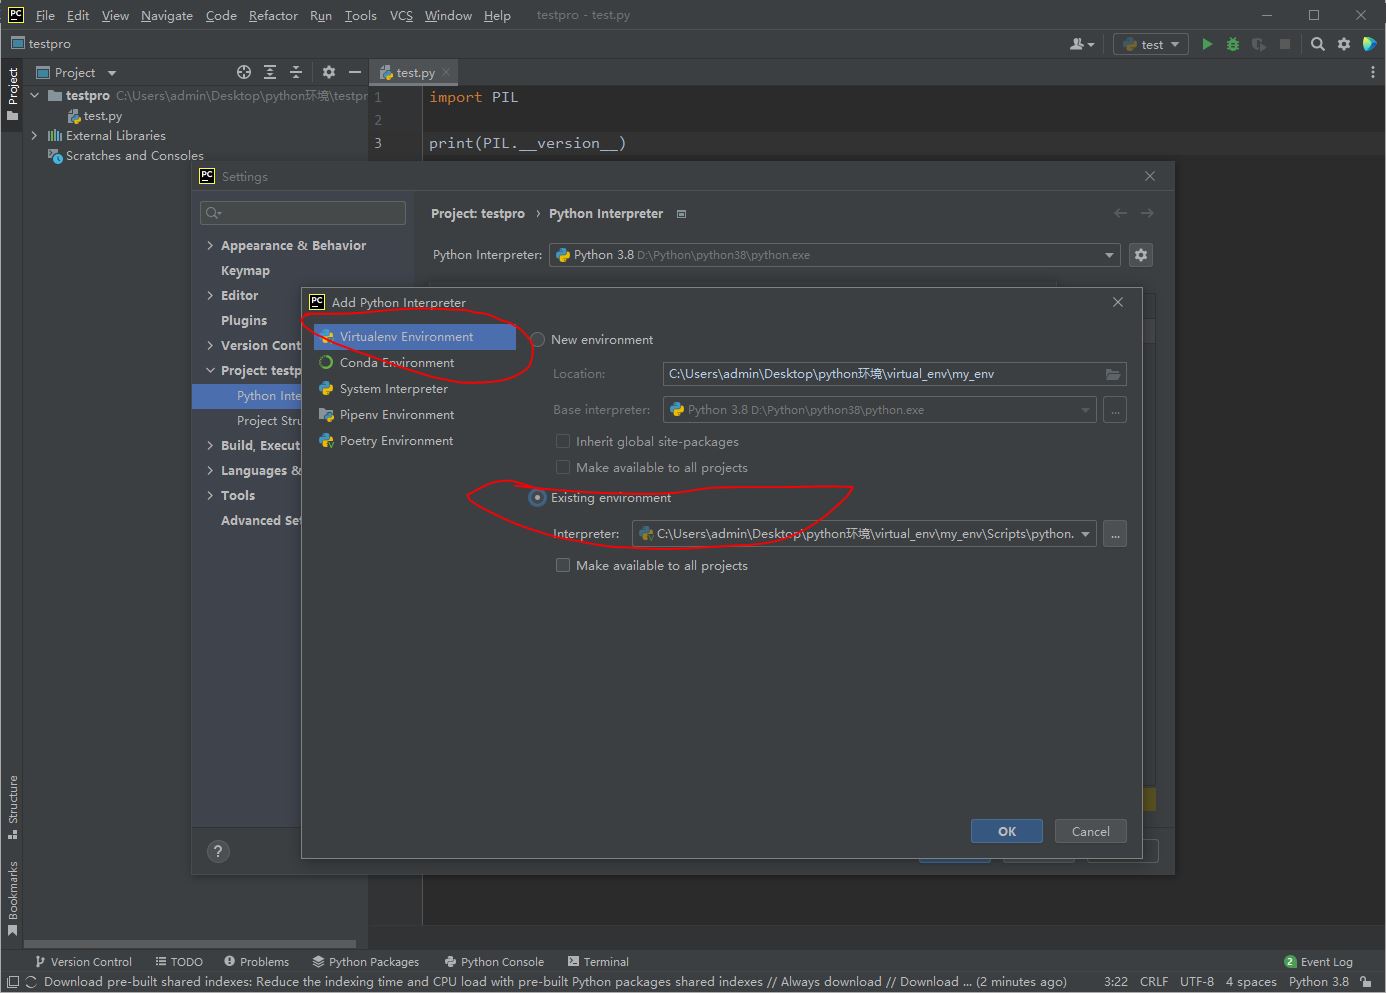 PC File Edit View Navigate Code Refactor Run Tools VCS Window Help testpro - test.py
testpro test
Project test.py
Project
testpro C:\Users\admin\Desktop\python环境\testpr
test.py
External Libraries
Scratches and Consoles
1 import PIL
2
3 print(PIL.__version__)
PC Settings
Project: testpro › Python Interpreter
Python Interpreter: Python 3.8 D:\Python\python38\python.exe
Appearance & Behavior
Keymap
Editor
Plugins
Version Cont
Project: testp
Python Inte
Project Stru
Build, Execut
Languages &
Tools
Advanced Set
PC Add Python Interpreter
Virtualenv Environment
Conda Environment
System Interpreter
Pipenv Environment
Poetry Environment
New environment
Location: C:\Users\admin\Desktop\python环境\virtual_env\my_env
Base interpreter: Python 3.8 D:\Python\python38\python.exe ...
Inherit global site-packages
Make available to all projects
Existing environment
Interpreter: C:\Users\admin\Desktop\python环境\virtual_env\my_env\Scripts\python. ...
Make available to all projects
OK Cancel
?
Structure
Bookmarks
Version Control TODO Problems Python Packages Python Console Terminal 2 Event Log
Download pre-built shared indexes: Reduce the indexing time and CPU load with pre-built Python packages shared indexes // Always download // Download ... (2 minutes ago) 3:22 CRLF UTF-8 4 spaces Python 3.8